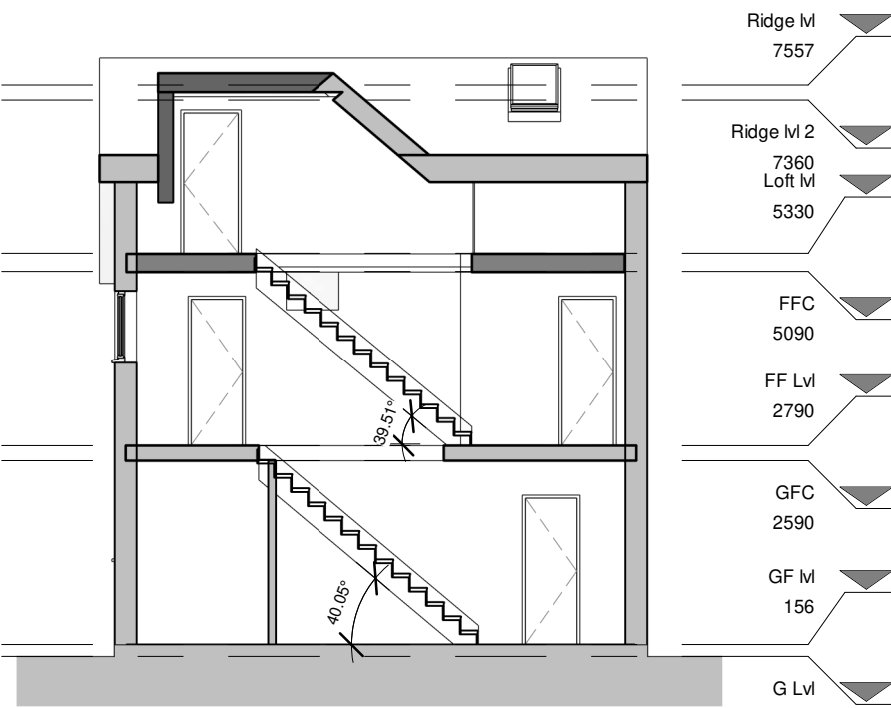 Ridge lvl
7557
Ridge lvl 2
7360
Loft lvl
5330
FFC
5090
FF Lvl
2790
39.51°
GFC
2590
GF lvl
156
40.05°
G Lvl